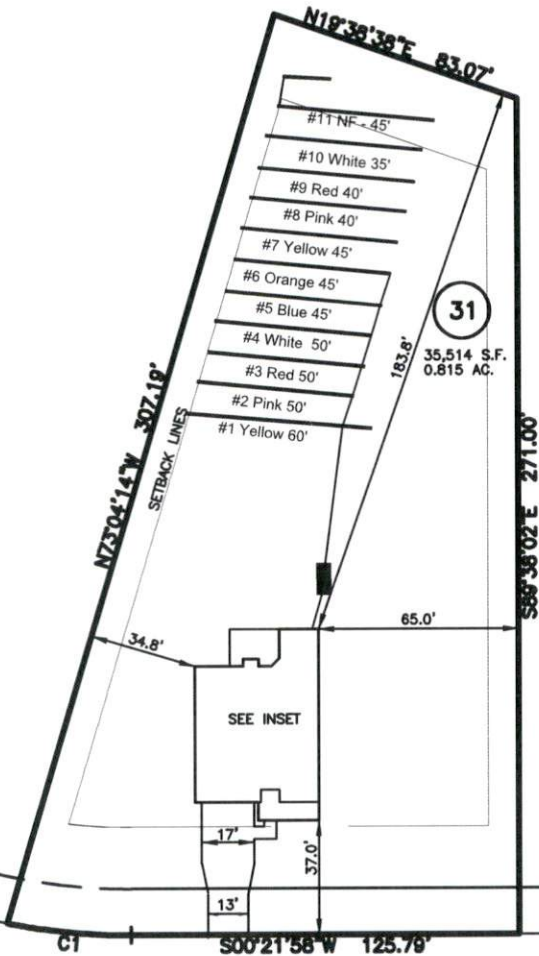 N19°38'38"E 83.07'
#11 NF - 45'
#10 White 35'
#9 Red 40'
#8 Pink 40'
#7 Yellow 45'
#6 Orange 45'
#5 Blue 45'
#4 White 50'
#3 Red 50'
#2 Pink 50'
#1 Yellow 60'
31
35,514 S.F.
0.815 AC.
183.8'
N73°04'14"W 307.19'
SETBACK LINES
S89°38'02"E 271.00'
65.0'
34.8'
SEE INSET
17'
37.0'
13'
C1
S00°21'58"W 125.79'